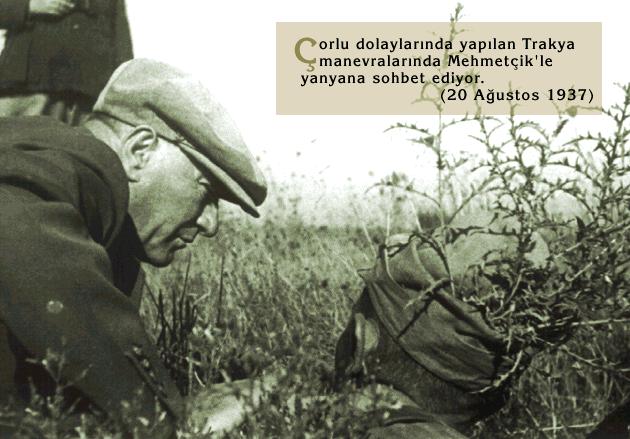 Çorlu dolaylarında yapılan Trakya
manevralarında Mehmetçik'le
yanyana sohbet ediyor.
(20 Ağustos 1937)